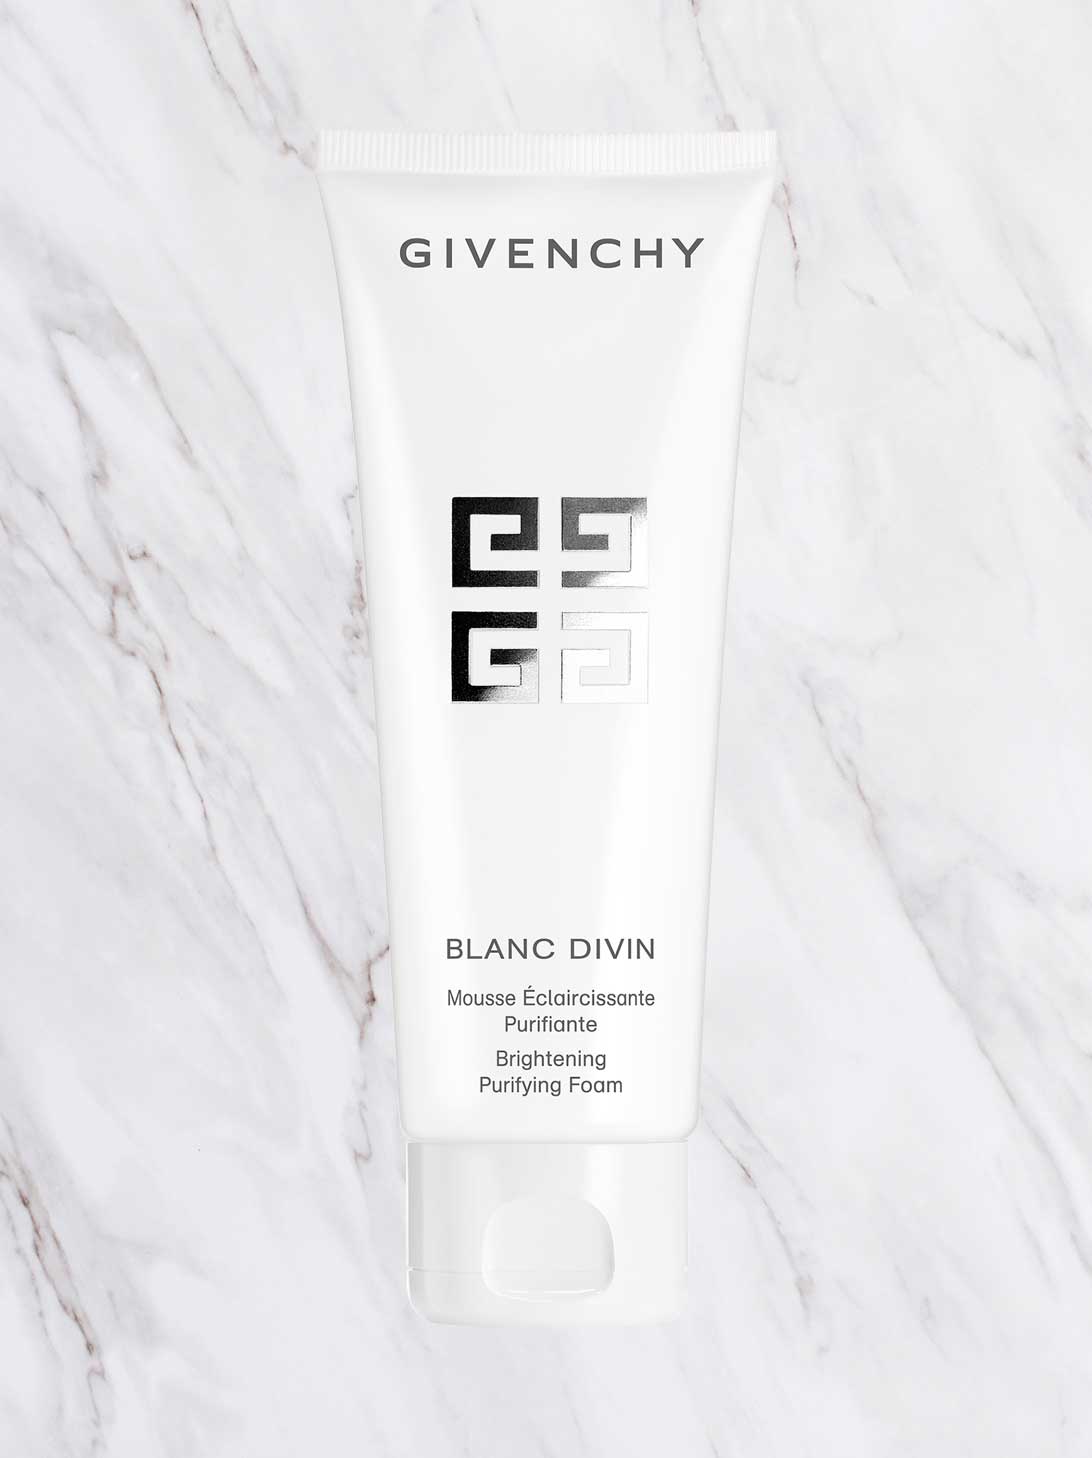 GIVENCHY
BLANC DIVIN
Mousse Éclaircissante
Purifiante
Brightening
Purifying Foam